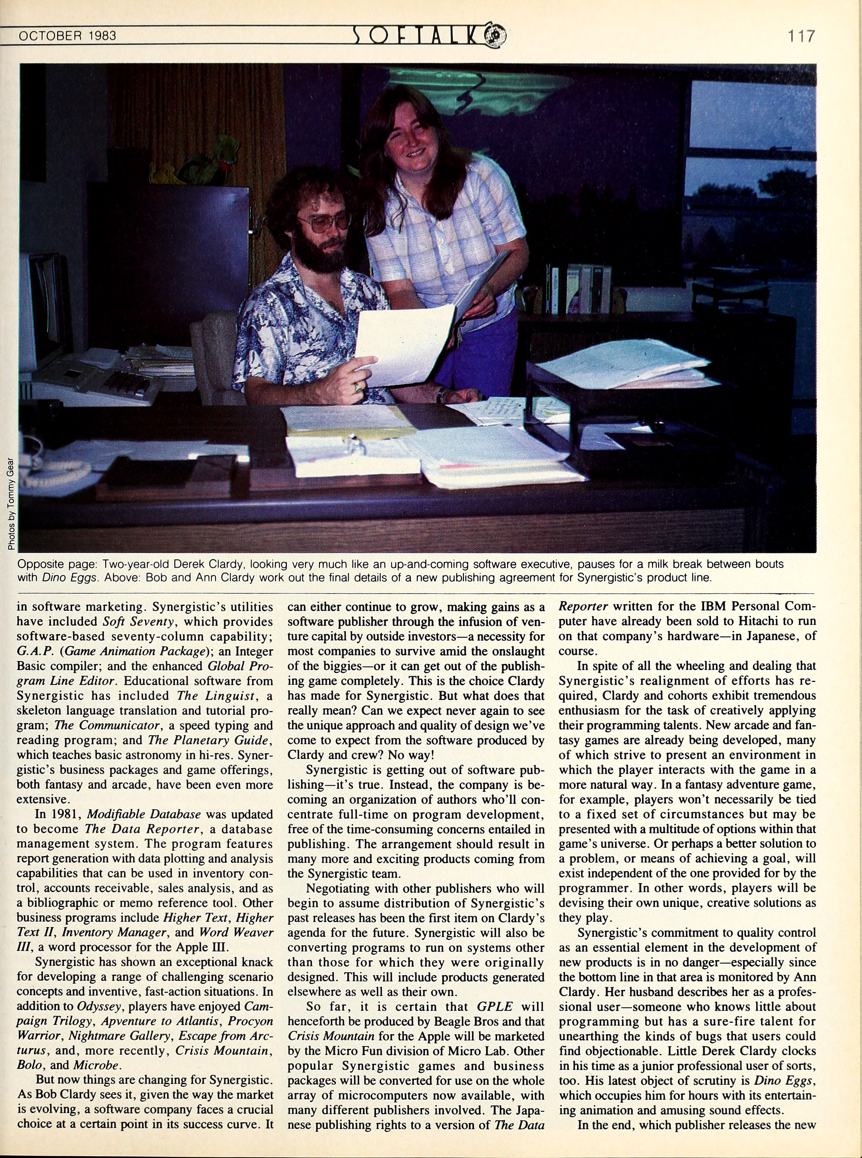 OCTOBER 1983
SOFTALK
117
Photos by Tommy Gear
Opposite page: Two-year-old Derek Clardy, looking very much like an up-and-coming software executive, pauses for a milk break between bouts
with Dino Eggs. Above: Bob and Ann Clardy work out the final details of a new publishing agreement for Synergistic's product line.
in software marketing. Synergistic's utilities
have included Soft Seventy, which provides
software-based seventy-column capability;
G.A.P. (Game Animation Package); an Integer
Basic compiler; and the enhanced Global Pro-
gram Line Editor. Educational software from
Synergistic has included The Linguist, a
skeleton language translation and tutorial pro-
gram; The Communicator, a speed typing and
reading program; and The Planetary Guide,
which teaches basic astronomy in hi-res. Syner-
gistic's business packages and game offerings,
both fantasy and arcade, have been even more
extensive.
In 1981, Modifiable Database was updated
to become The Data Reporter, a database
management system. The program features
report generation with data plotting and analysis
capabilities that can be used in inventory con-
trol, accounts receivable, sales analysis, and as
a bibliographic or memo reference tool. Other
business programs include Higher Text, Higher
Text II, Inventory Manager, and Word Weaver
III, a word processor for the Apple III.
Synergistic has shown an exceptional knack
for developing a range of challenging scenario
concepts and inventive, fast-action situations. In
addition to Odyssey, players have enjoyed Cam-
paign Trilogy, Apventure to Atlantis, Procyon
Warrior, Nightmare Gallery, Escape from Arc-
turus, and, more recently, Crisis Mountain,
Bolo, and Microbe.
But now things are changing for Synergistic.
As Bob Clardy sees it, given the way the market
is evolving, a software company faces a crucial
choice at a certain point in its success curve. It
can either continue to grow, making gains as a
software publisher through the infusion of ven-
ture capital by outside investors—a necessity for
most companies to survive amid the onslaught
of the biggies—or it can get out of the publish-
ing game completely. This is the choice Clardy
has made for Synergistic. But what does that
really mean? Can we expect never again to see
the unique approach and quality of design we've
come to expect from the software produced by
Clardy and crew? No way!
Synergistic is getting out of software pub-
lishing—it's true. Instead, the company is be-
coming an organization of authors who'll con-
centrate full-time on program development,
free of the time-consuming concerns entailed in
publishing. The arrangement should result in
many more and exciting products coming from
the Synergistic team.
Negotiating with other publishers who will
begin to assume distribution of Synergistic's
past releases has been the first item on Clardy's
agenda for the future. Synergistic will also be
converting programs to run on systems other
than those for which they were originally
designed. This will include products generated
elsewhere as well as their own.
So far, it is certain that GPLE will
henceforth be produced by Beagle Bros and that
Crisis Mountain for the Apple will be marketed
by the Micro Fun division of Micro Lab. Other
popular Synergistic games and business
packages will be converted for use on the whole
array of microcomputers now available, with
many different publishers involved. The Japa-
nese publishing rights to a version of The Data
Reporter written for the IBM Personal Com-
puter have already been sold to Hitachi to run
on that company's hardware—in Japanese, of
course.
In spite of all the wheeling and dealing that
Synergistic's realignment of efforts has re-
quired, Clardy and cohorts exhibit tremendous
enthusiasm for the task of creatively applying
their programming talents. New arcade and fan-
tasy games are already being developed, many
of which strive to present an environment in
which the player interacts with the game in a
more natural way. In a fantasy adventure game,
for example, players won't necessarily be tied
to a fixed set of circumstances but may be
presented with a multitude of options within that
game's universe. Or perhaps a better solution to
a problem, or means of achieving a goal, will
exist independent of the one provided for by the
programmer. In other words, players will be
devising their own unique, creative solutions as
they play.
Synergistic's commitment to quality control
as an essential element in the development of
new products is in no danger—especially since
the bottom line in that area is monitored by Ann
Clardy. Her husband describes her as a profes-
sional user—someone who knows little about
programming but has a sure-fire talent for
unearthing the kinds of bugs that users could
find objectionable. Little Derek Clardy clocks
in his time as a junior professional user of sorts,
too. His latest object of scrutiny is Dino Eggs,
which occupies him for hours with its entertain-
ing animation and amusing sound effects.
In the end, which publisher releases the new